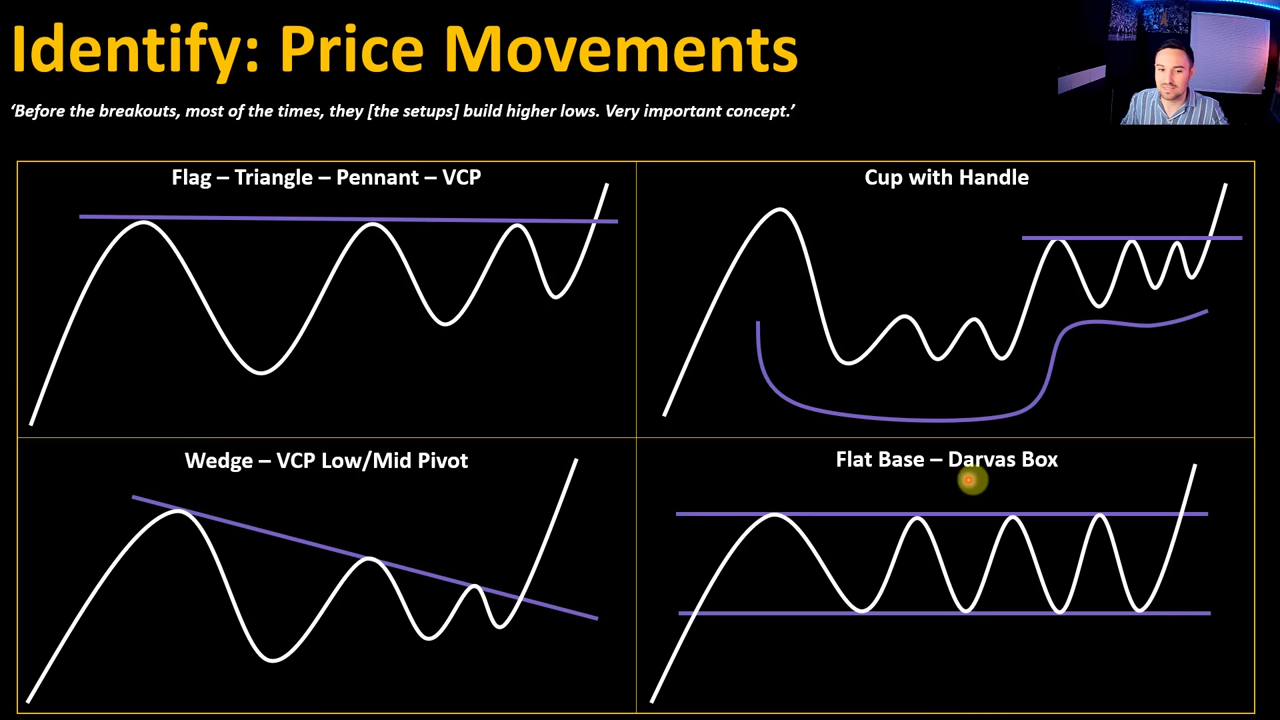 Identify: Price Movements
‘Before the breakouts, most of the times, they [the setups] build higher lows. Very important concept.’
Flag – Triangle – Pennant – VCP
Cup with Handle
Wedge – VCP Low/Mid Pivot
Flat Base – Darvas Box